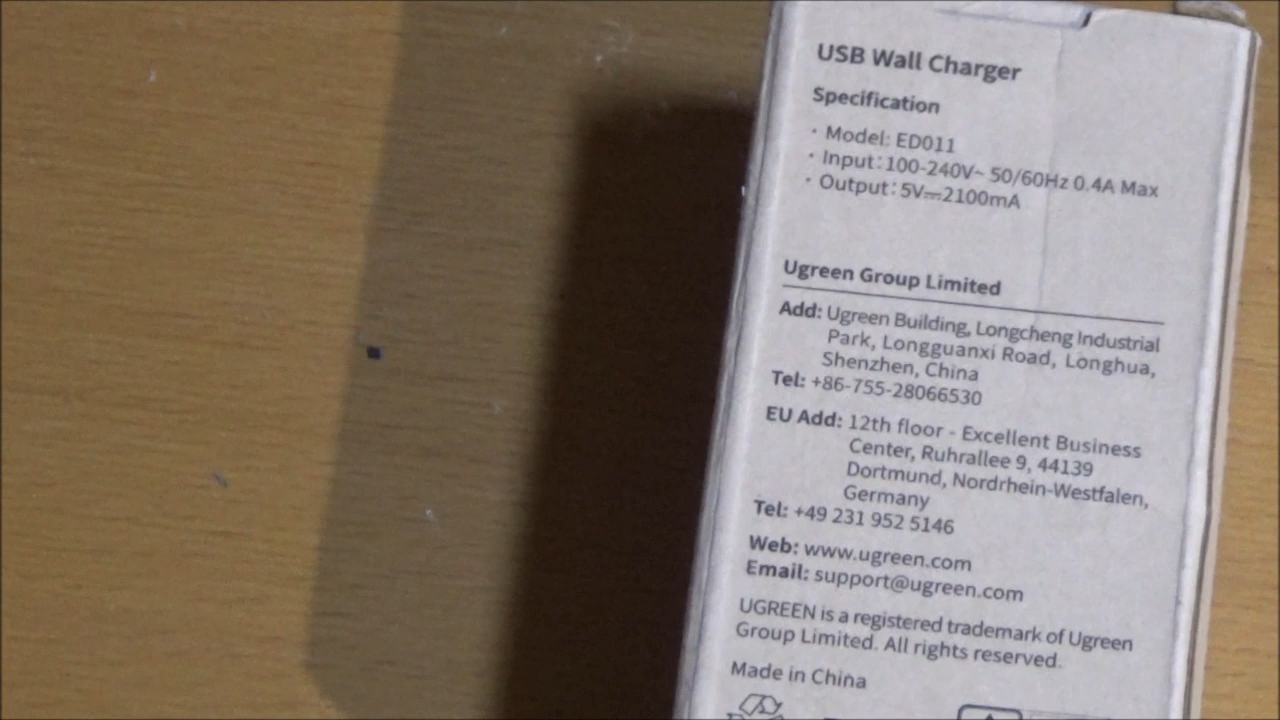 USB Wall Charger
Specification
· Model: ED011
· Input:100-240V~ 50/60Hz 0.4A Max
· Output:5V⎓2100mA
Ugreen Group Limited
Add: Ugreen Building, Longcheng Industrial
Park, Longguanxi Road, Longhua,
Shenzhen, China
Tel: +86-755-28066530
EU Add: 12th floor - Excellent Business
Center, Ruhrallee 9, 44139
Dortmund, Nordrhein-Westfalen,
Germany
Tel: +49 231 952 5146
Web: www.ugreen.com
Email: support@ugreen.com
UGREEN is a registered trademark of Ugreen
Group Limited. All rights reserved.
Made in China